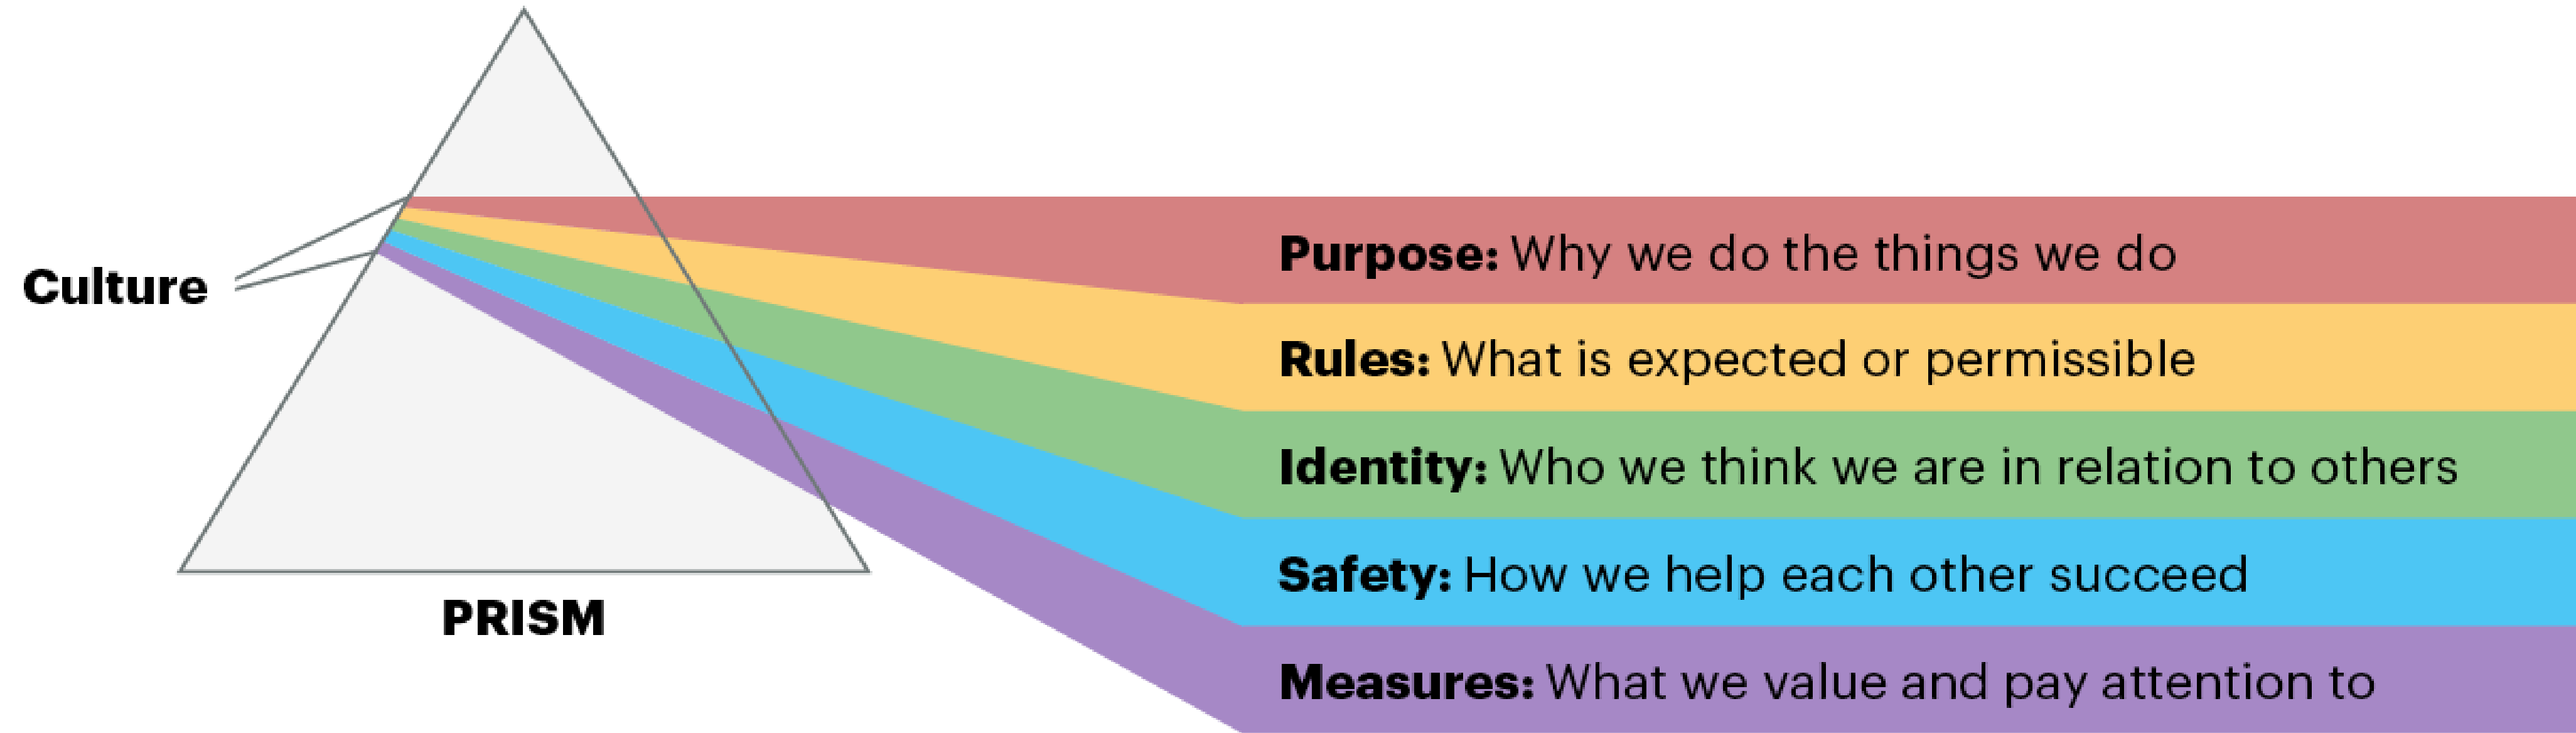 Culture
PRISM
Purpose: Why we do the things we do
Rules: What is expected or permissible
Identity: Who we think we are in relation to others
Safety: How we help each other succeed
Measures: What we value and pay attention to